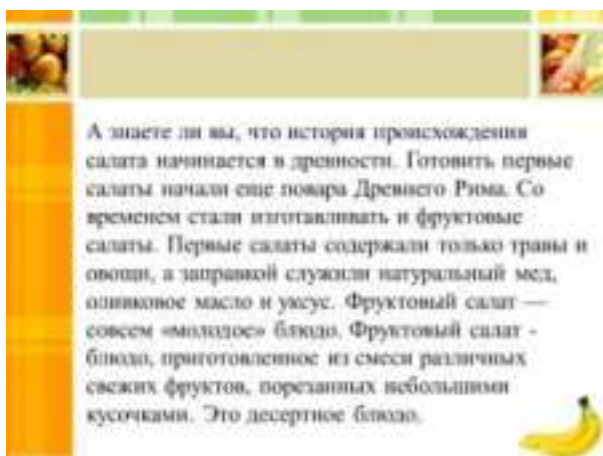 А знаете ли вы, что история происхождения
салата начинается в древности. Готовить первые
салаты начали еще повара Древнего Рима. Со
временем стали изготавливать и фруктовые
салаты. Первые салаты содержали только травы и
овощи, а заправкой служили натуральный мед,
оливковое масло и уксус. Фруктовый салат —
совсем «молодое» блюдо. Фруктовый салат -
блюдо, приготовленное из смеси различных
свежих фруктов, порезанных небольшими
кусочками. Это десертное блюдо.